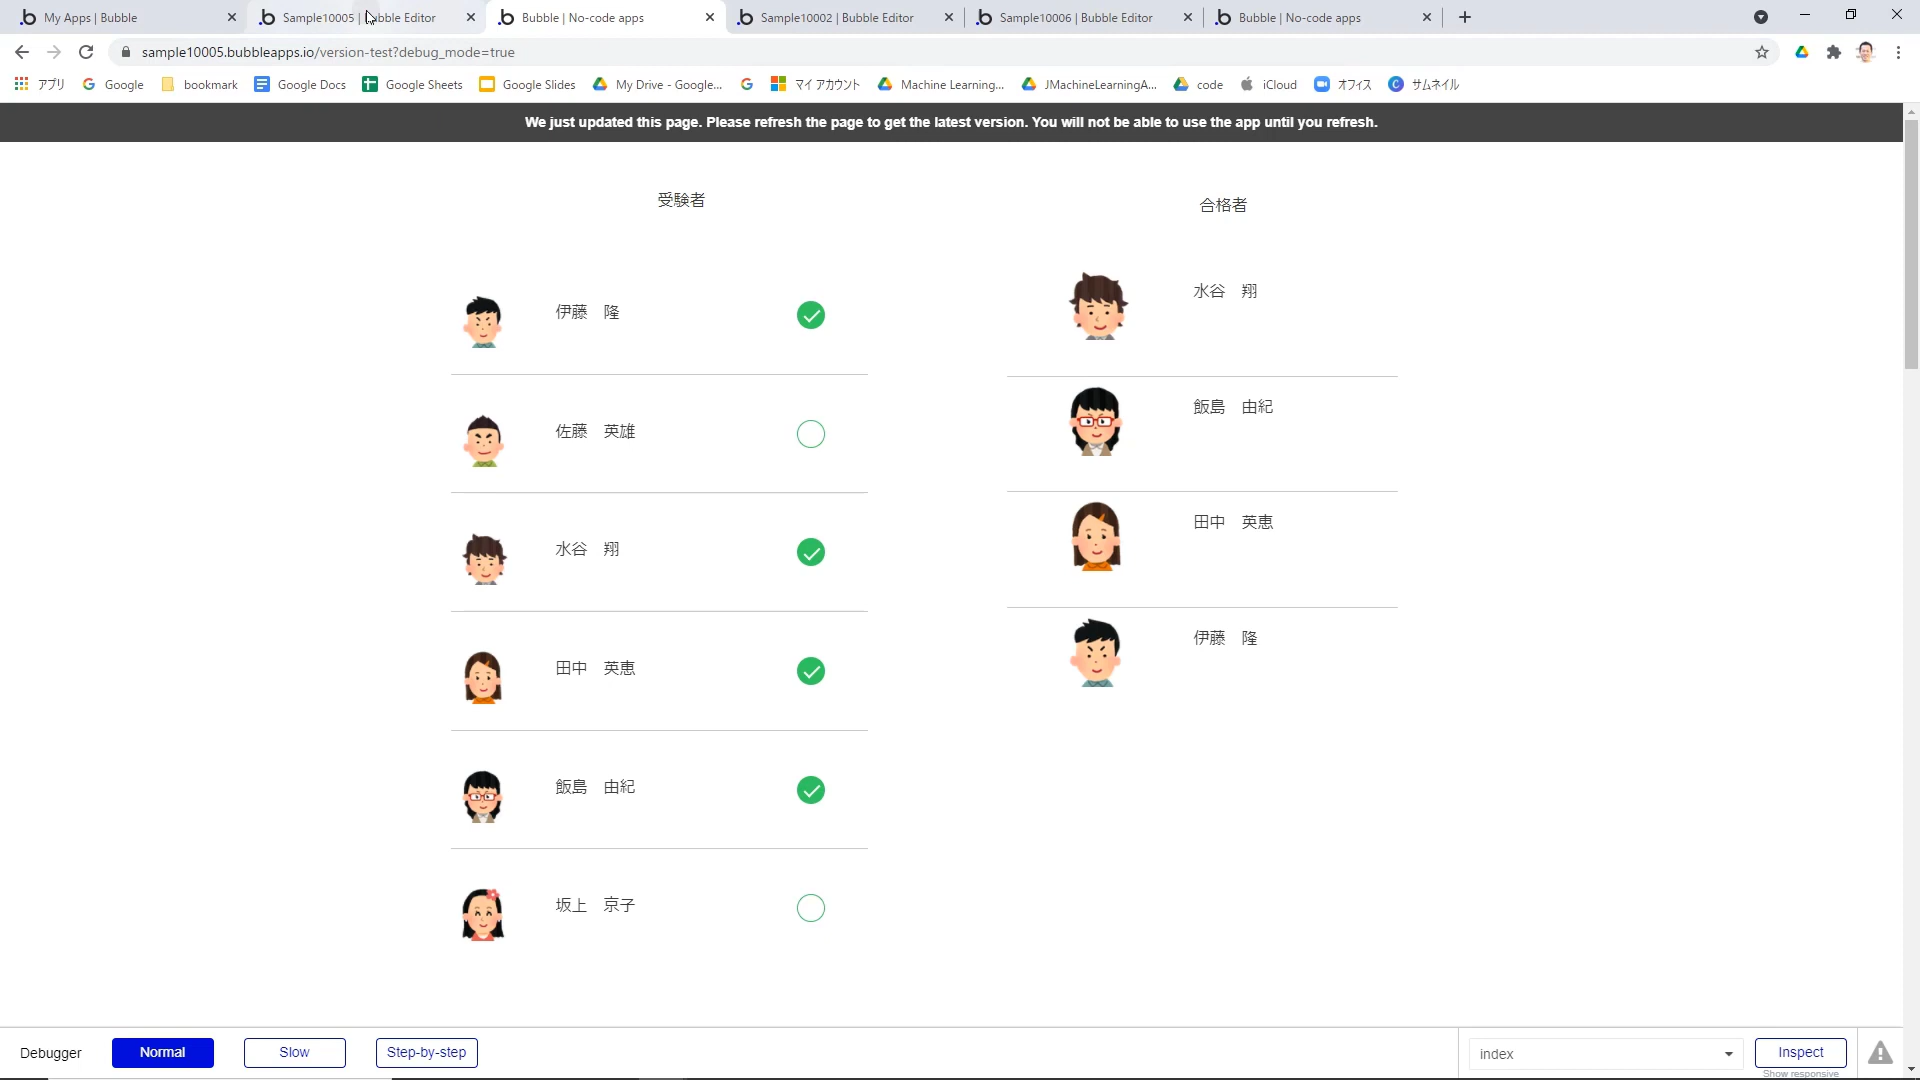 My Apps | Bubble
Sample10005 | Bubble Editor
Bubble | No-code apps
Sample10002 | Bubble Editor
Sample10006 | Bubble Editor
Bubble | No-code apps
sample10005.bubbleapps.io/version-test?debug_mode=true
アプリ
Google
bookmark
Google Docs
Google Sheets
Google Slides
My Drive - Google...
マイ アカウント
Machine Learning...
JMachineLearningA...
code
iCloud
オフィス
サムネイル
We just updated this page. Please refresh the page to get the latest version. You will not be able to use the app until you refresh.
受験者
伊藤　隆
佐藤　英雄
水谷　翔
田中　英恵
飯島　由紀
坂上　京子
合格者
水谷　翔
飯島　由紀
田中　英恵
伊藤　隆
Debugger
Normal
Slow
Step-by-step
index
Inspect
Show responsive